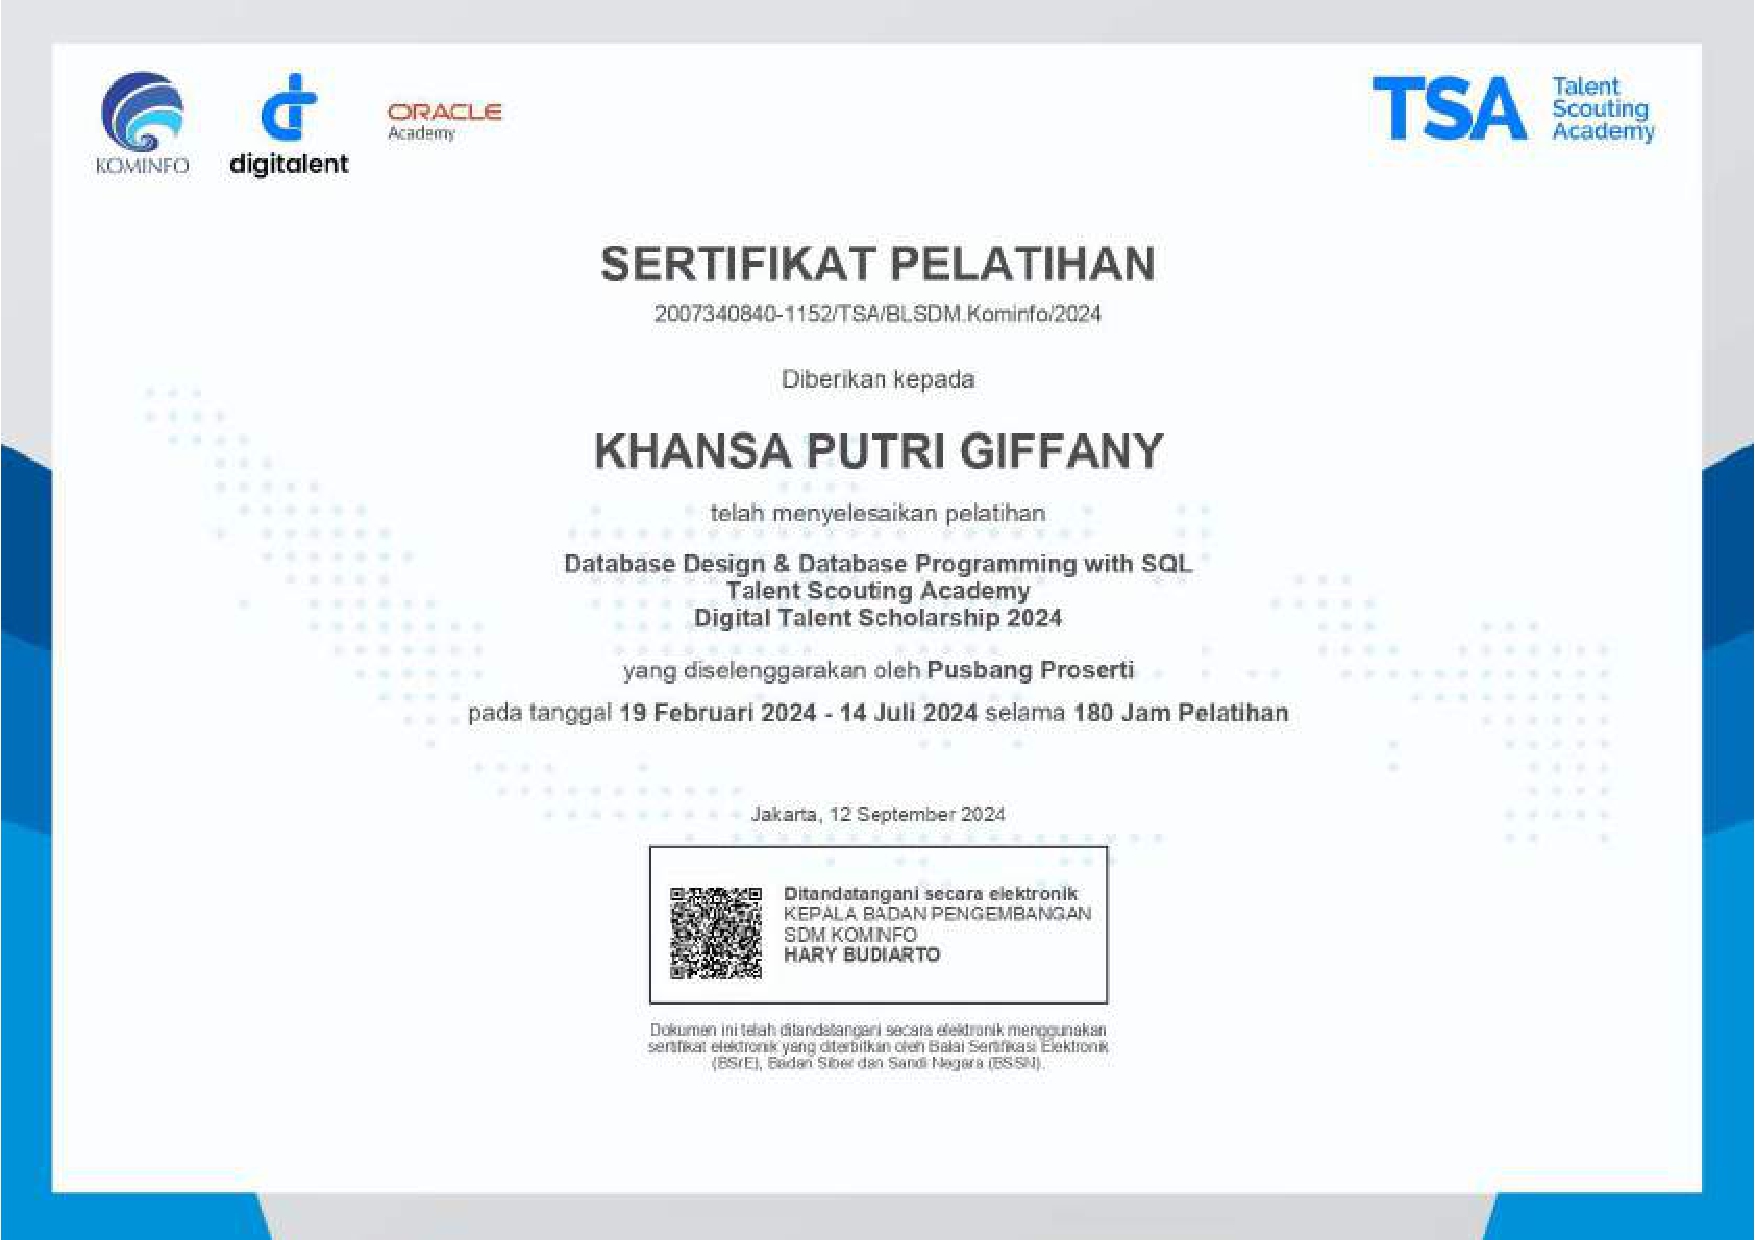 KOMINFO
digitalent
ORACLE
Academy
TSA
Talent
Scouting
Academy
SERTIFIKAT PELATIHAN
2007340840-1152/TSA/BLSDM.Kominfo/2024
Diberikan kepada
KHANSA PUTRI GIFFANY
telah menyelesaikan pelatihan
Database Design & Database Programming with SQL
Talent Scouting Academy
Digital Talent Scholarship 2024
yang diselenggarakan oleh Pusbang Proserti
pada tanggal 19 Februari 2024 - 14 Juli 2024 selama 180 Jam Pelatihan
Jakarta, 12 September 2024
Ditandatangani secara elektronik
KEPALA BADAN PENGEMBANGAN
SDM KOMINFO
HARY BUDIARTO
Dokumen ini telah ditandatangani secara elektronik menggunakan
sertifikat elektronik yang diterbitkan oleh Balai Sertifikasi Elektronik
(BSrE), Badan Siber dan Sandi Negara (BSSN).